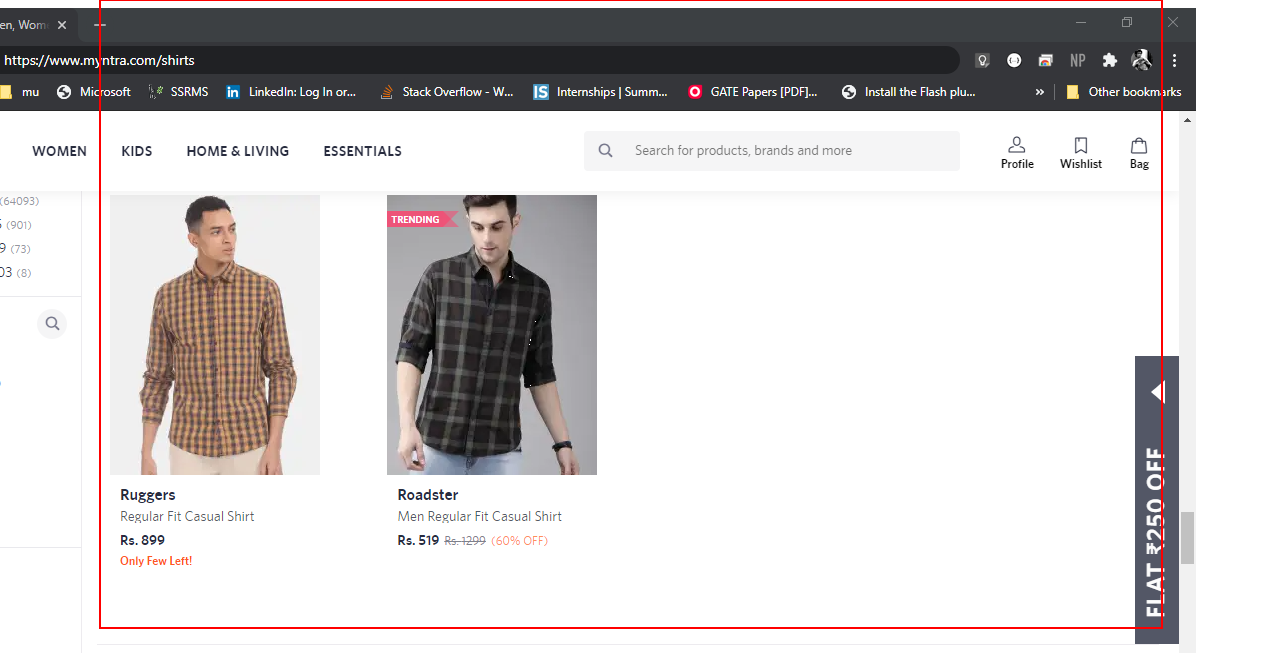 en, Wom
https://www.myntra.com/shirts
NP
mu Microsoft SSRMS LinkedIn: Log In or... Stack Overflow - W... IS Internships | Summ... GATE Papers [PDF]... Install the Flash plu... » Other bookmarks
WOMEN KIDS HOME & LIVING ESSENTIALS Search for products, brands and more Profile Wishlist Bag
(64093)
(901)
9 (73)
03 (8)
TRENDING
Ruggers
Regular Fit Casual Shirt
Rs. 899
Only Few Left!
Roadster
Men Regular Fit Casual Shirt
Rs. 519 Rs. 1299 (60% OFF)
FLAT ₹250 OFF